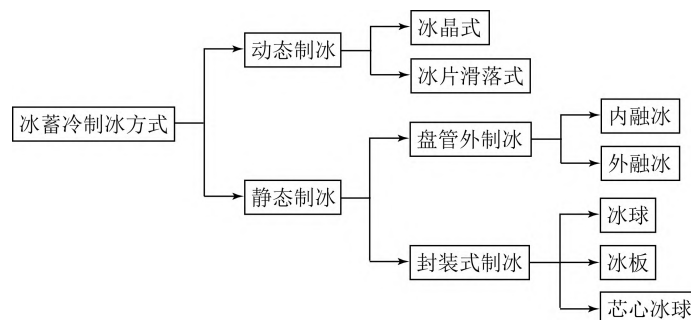 冰蓄冷制冰方式
动态制冰
冰晶式
冰片滑落式
静态制冰
盘管外制冰
内融冰
外融冰
封装式制冰
冰球
冰板
芯心冰球